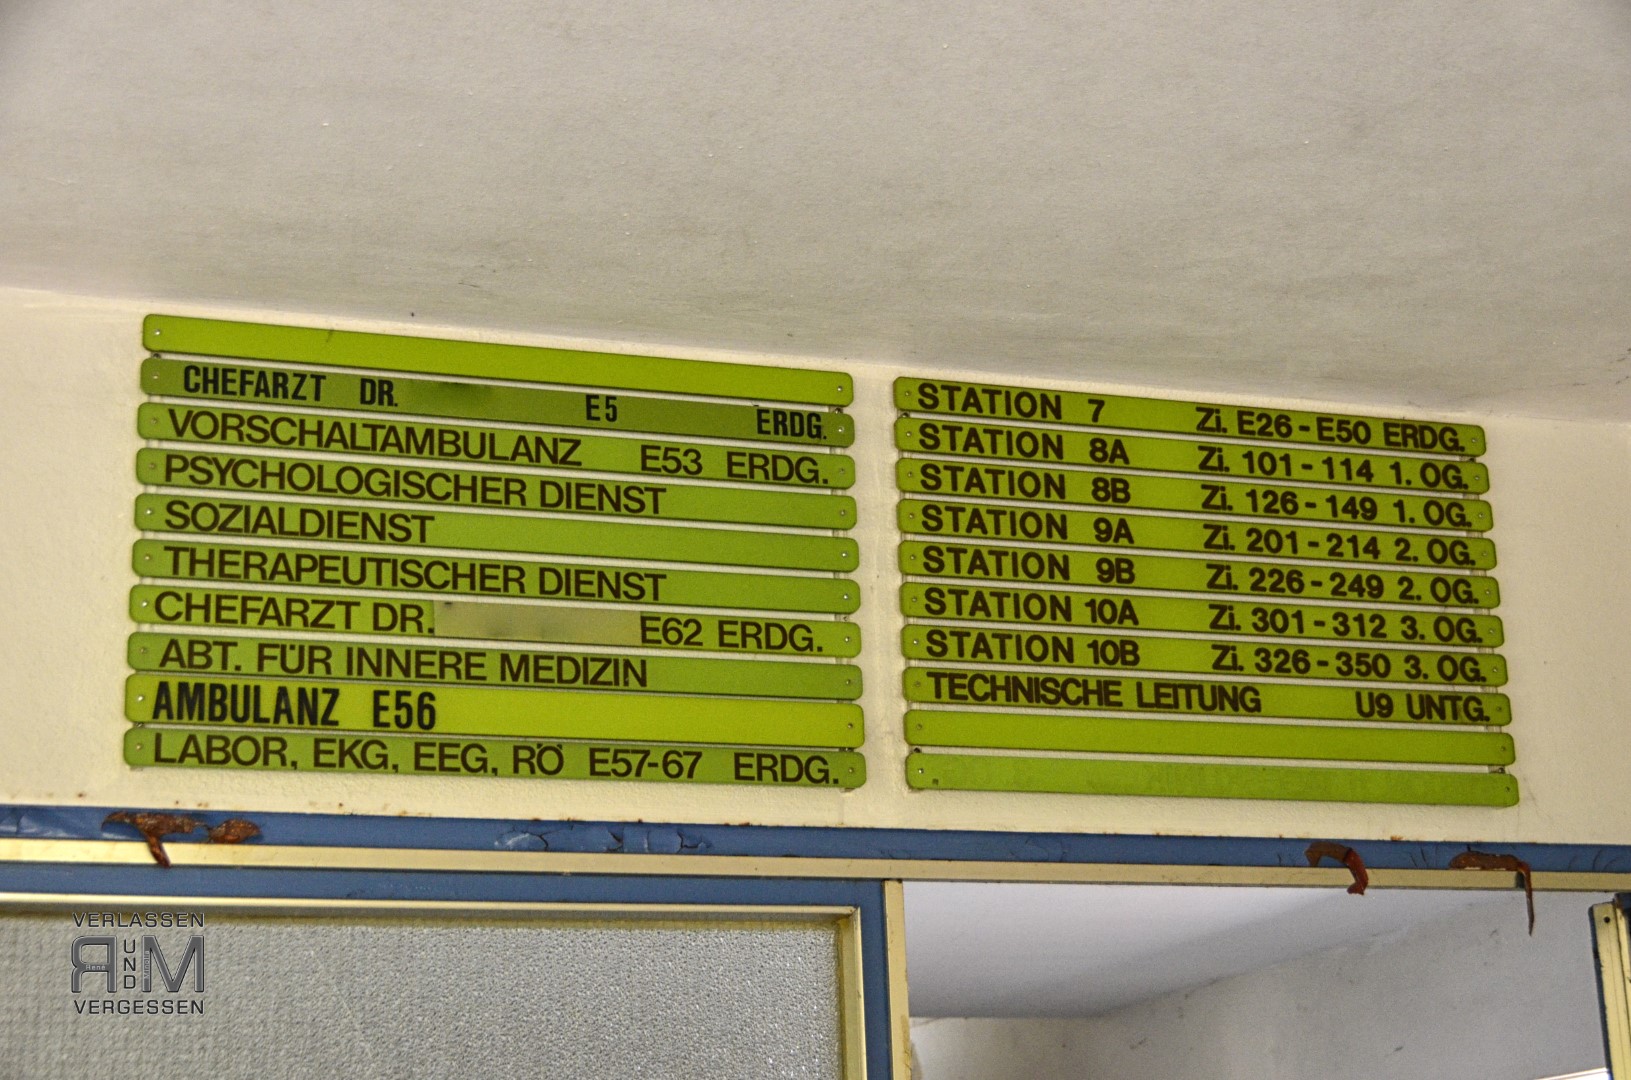 CHEFARZT DR. E5 ERDG.
VORSCHALTAMBULANZ E53 ERDG.
PSYCHOLOGISCHER DIENST
SOZIALDIENST
THERAPEUTISCHER DIENST
CHEFARZT DR. E62 ERDG.
ABT. FÜR INNERE MEDIZIN
AMBULANZ E56
LABOR, EKG, EEG, RÖ E57-67 ERDG.
STATION 7 Zi. E26-E50 ERDG.
STATION 8A Zi. 101-114 1. OG.
STATION 8B Zi. 126-149 1. OG.
STATION 9A Zi. 201-214 2. OG.
STATION 9B Zi. 226-249 2. OG.
STATION 10A Zi. 301-312 3. OG.
STATION 10B Zi. 326-350 3. OG.
TECHNISCHE LEITUNG U9 UNTG.
VERLASSEN
UND
VERGESSEN